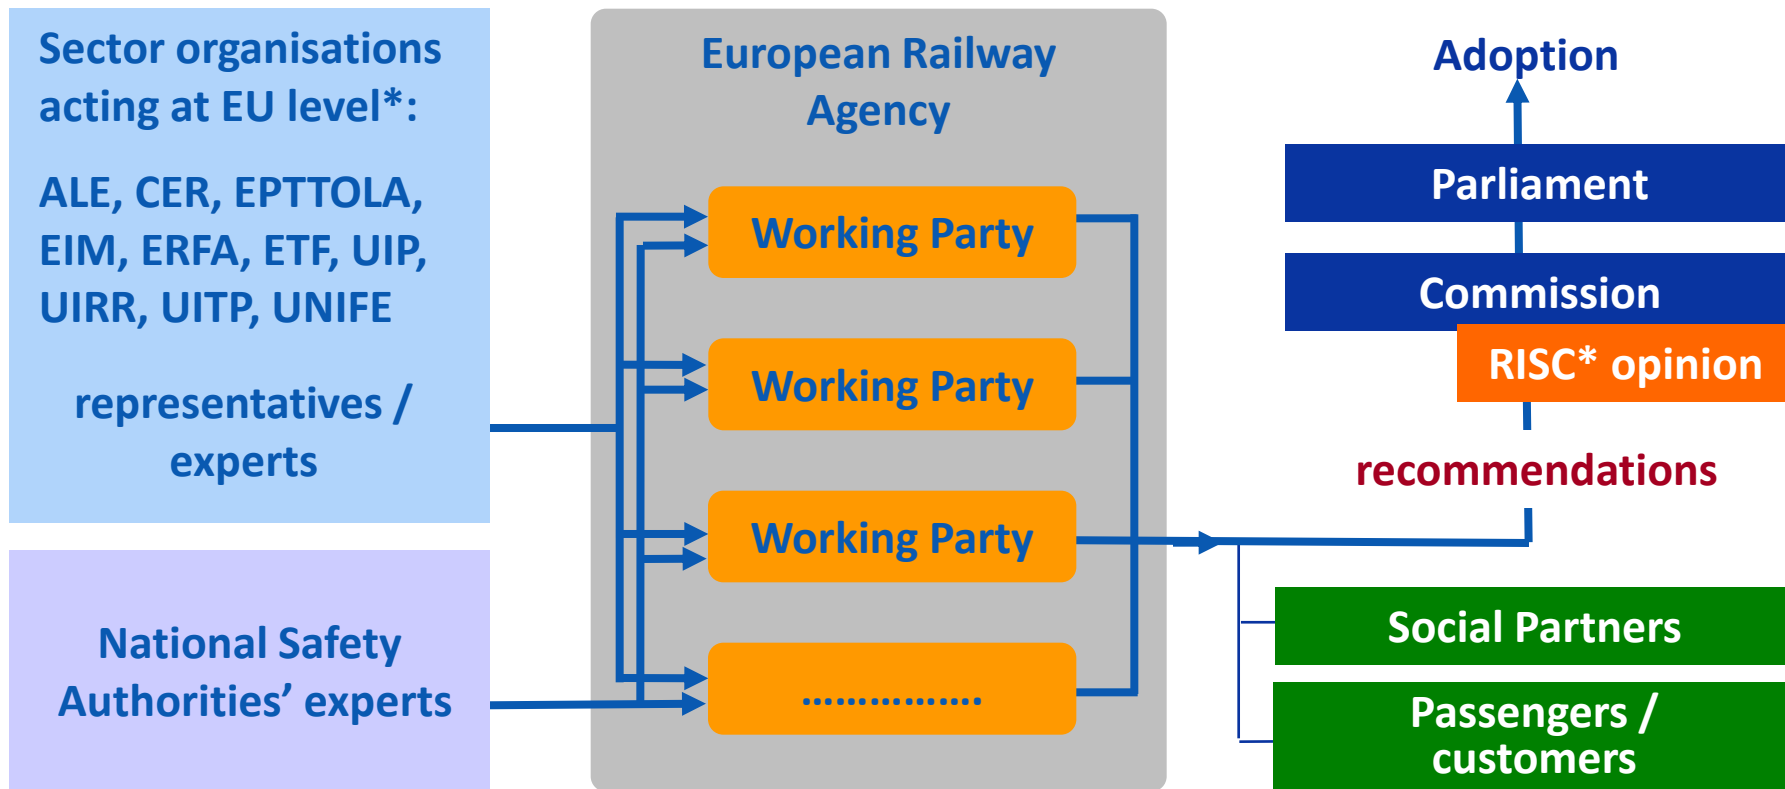 Sector organisations
acting at EU level*:
ALE, CER, EPTTOLA,
EIM, ERFA, ETF, UIP,
UIRR, UITP, UNIFE
representatives /
experts
National Safety
Authorities’ experts
European Railway
Agency
Working Party
Working Party
Working Party
...............
Adoption
Parliament
Commission
RISC* opinion
recommendations
Social Partners
Passengers /
customers